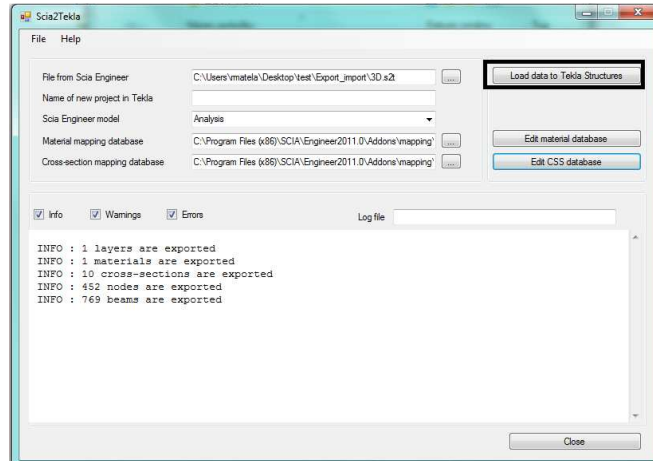 Scia2Tekla
File Help
File from Scia Engineer C:\Users\matela\Desktop\test\Export_import\3D.s2t ... Load data to Tekla Structures
Name of new project in Tekla
Scia Engineer model Analysis
Material mapping database C:\Program Files (x86)\SCIA\Engineer2011.0\Addons\mapping\ ... Edit material database
Cross-section mapping database C:\Program Files (x86)\SCIA\Engineer2011.0\Addons\mapping\ ... Edit CSS database
Info Warnings Errors Log file
INFO : 1 layers are exported
INFO : 1 materials are exported
INFO : 10 cross-sections are exported
INFO : 452 nodes are exported
INFO : 769 beams are exported
Close